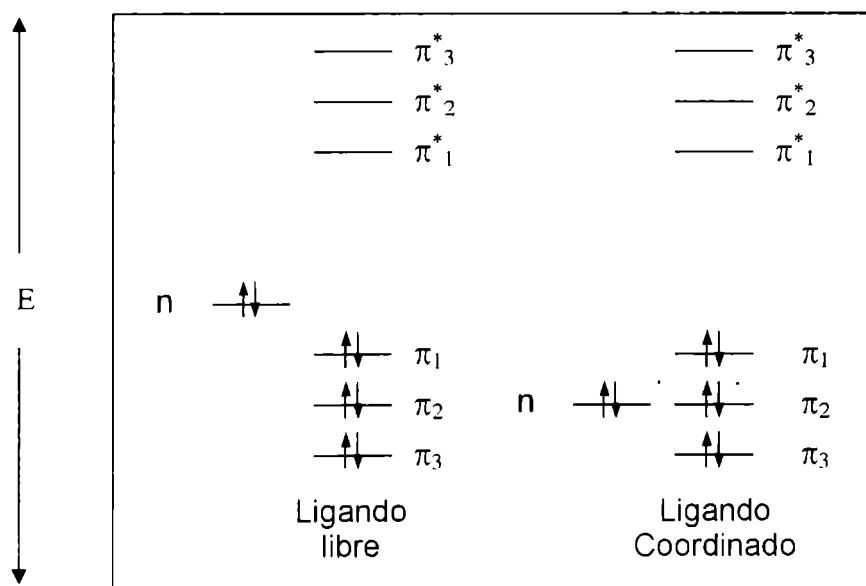 π*3 π*3
π*2 π*2
π*1 π*1
E
n
π1 π1
π2 n π2
π3 π3
Ligando Ligando
libre Coordinado